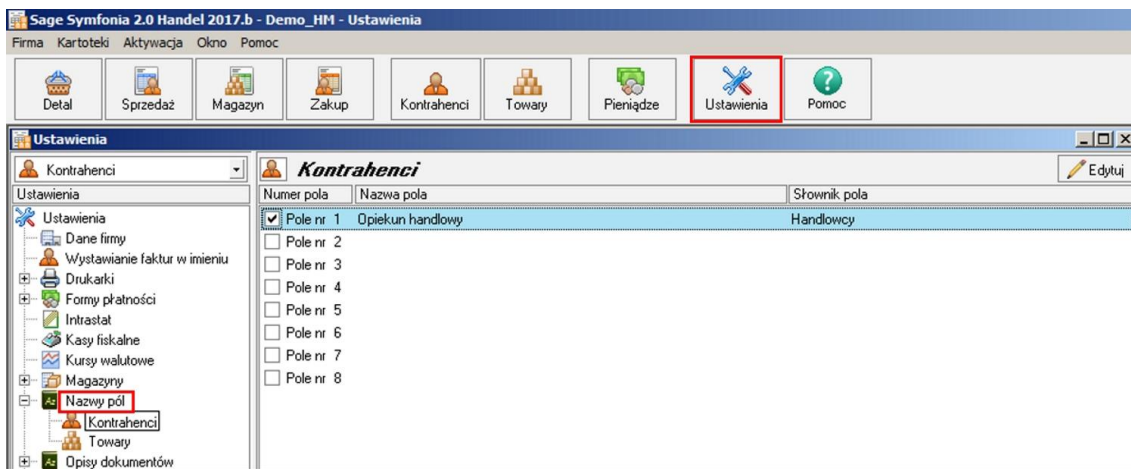 Sage Symfonia 2.0 Handel 2017.b - Demo_HM - Ustawienia
Firma Kartoteki Aktywacja Okno Pomoc
Detal Sprzedaż Magazyn Zakup Kontrahenci Towary Pieniądze Ustawienia Pomoc
Ustawienia
Kontrahenci Kontrahenci Edytuj
Ustawienia Numer pola Nazwa pola Słownik pola
Ustawienia Pole nr 1 Opiekun handlowy Handlowcy
Dane firmy Pole nr 2
Wystawianie faktur w imieniu Pole nr 3
Drukarki Pole nr 4
Formy płatności Pole nr 5
Intrastat Pole nr 6
Kasy fiskalne Pole nr 7
Kursy walutowe Pole nr 8
Magazyny
Nazwy pól
Kontrahenci
Towary
Opisy dokumentów